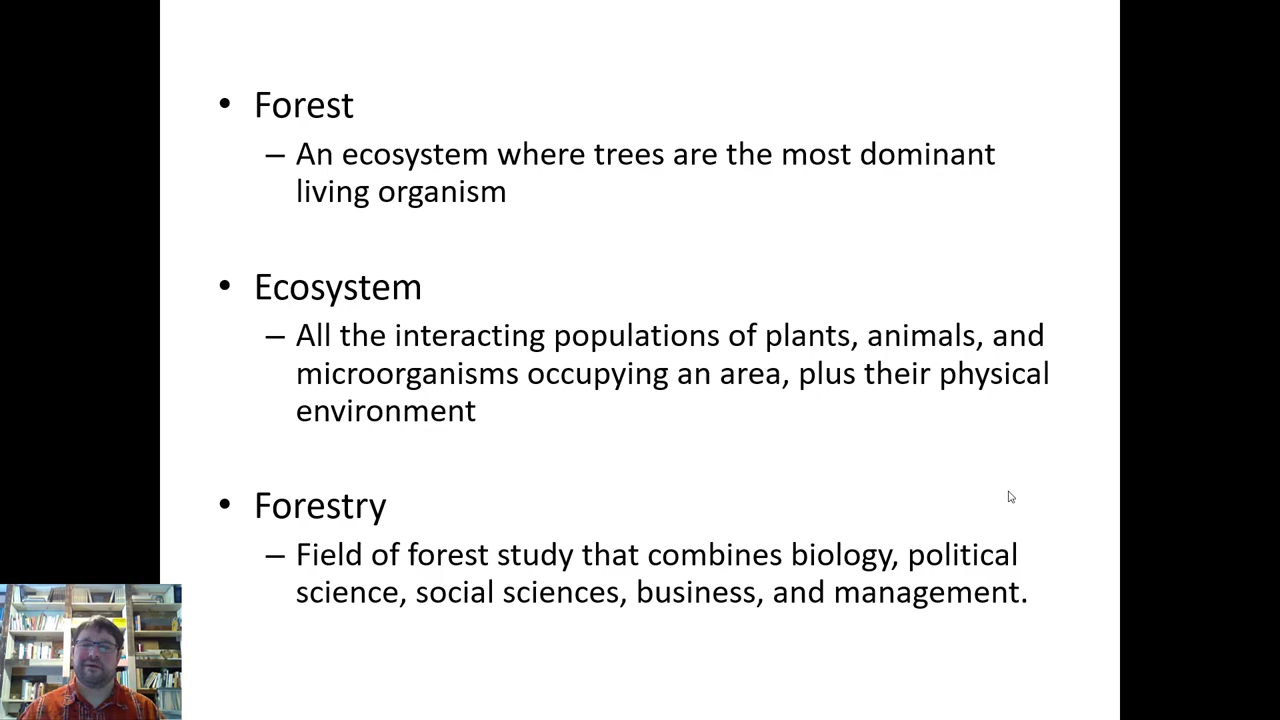 • Forest
– An ecosystem where trees are the most dominant
living organism
• Ecosystem
– All the interacting populations of plants, animals, and
microorganisms occupying an area, plus their physical
environment
• Forestry
– Field of forest study that combines biology, political
science, social sciences, business, and management.